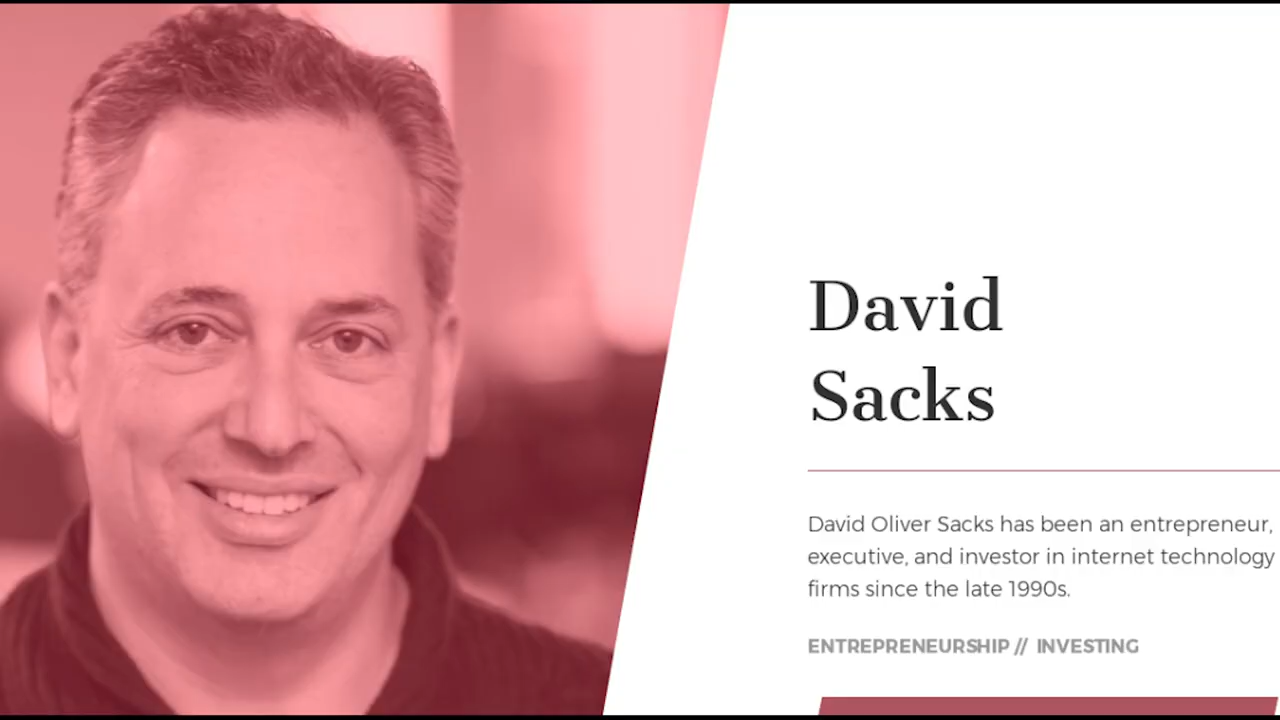 David
Sacks
David Oliver Sacks has been an entrepreneur,
executive, and investor in internet technology
firms since the late 1990s.
ENTREPRENEURSHIP // INVESTING